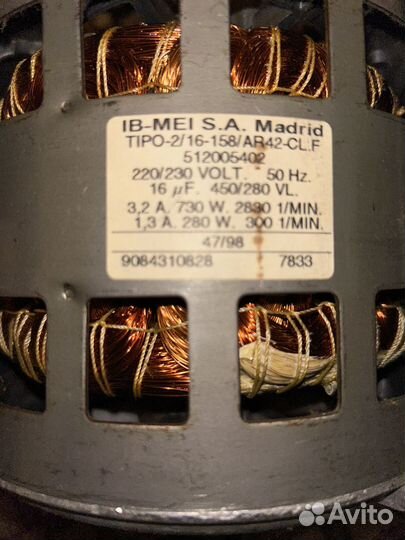 IB-MEI S.A. Madrid
TIPO-2/16-158/AR42-CL:F
512005402
220/230 VOLT. 50 Hz.
16 µF. 450/280 VL.
3,2 A. 730 W. 2830 1/MIN.
1,3 A. 280 W. 300 1/MIN.
47/98
9084310828 7833
Avito